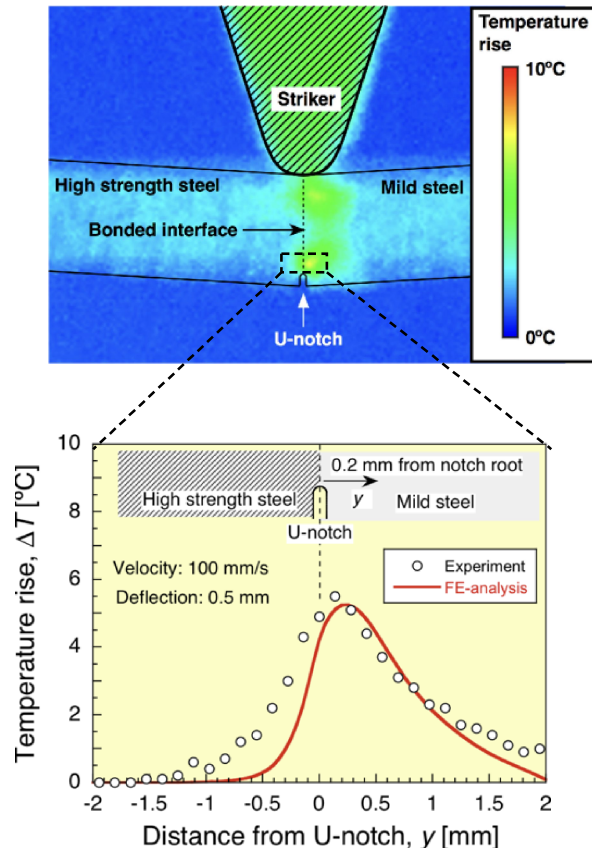 Temperature
rise
10ºC
Striker
High strength steel
Mild steel
Bonded interface
U-notch
0ºC
10
8
6
4
2
0
Temperature rise, ΔT [ºC]
0.2 mm from notch root
High strength steel
y
Mild steel
U-notch
Velocity: 100 mm/s
Deflection: 0.5 mm
Experiment
FE-analysis
-2 -1.5 -1 -0.5 0 0.5 1 1.5 2
Distance from U-notch, y [mm]